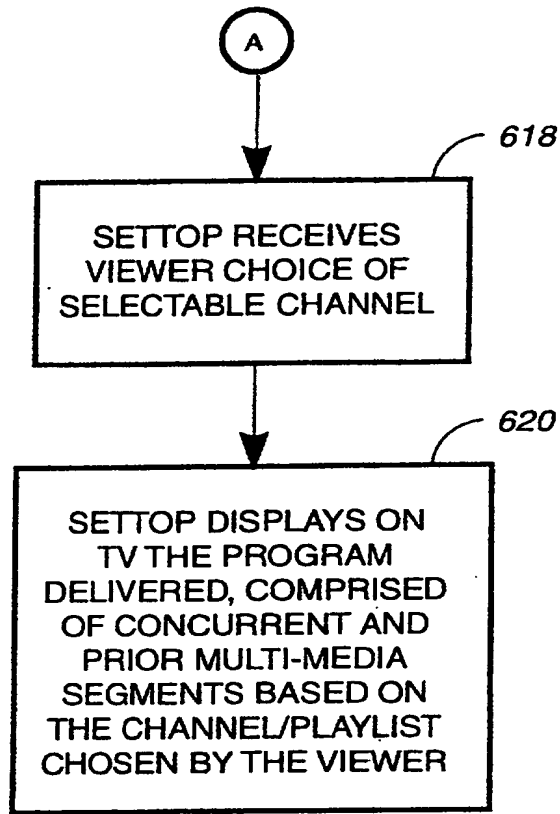 A
618
SETTOP RECEIVES
VIEWER CHOICE OF
SELECTABLE CHANNEL
620
SETTOP DISPLAYS ON
TV THE PROGRAM
DELIVERED, COMPRISED
OF CONCURRENT AND
PRIOR MULTI-MEDIA
SEGMENTS BASED ON
THE CHANNEL/PLAYLIST
CHOSEN BY THE VIEWER